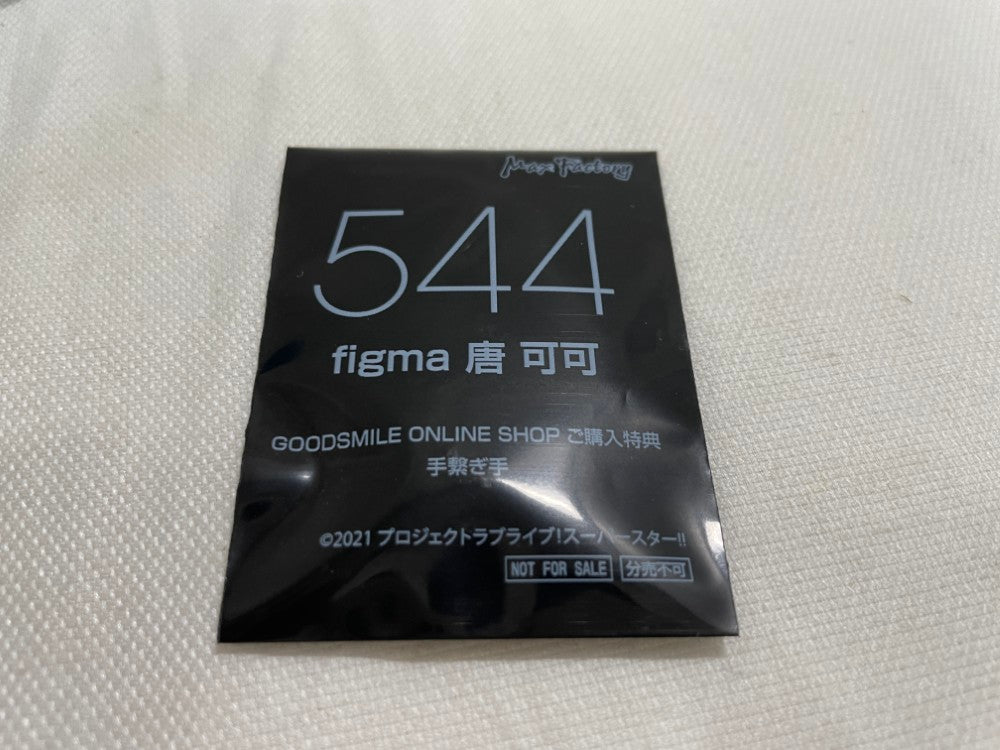 Max Factory
544
figma 唐 可可
GOODSMILE ONLINE SHOP ご購入特典
手繋ぎ手
©2021 プロジェクトラブライブ!スーパースター!!
NOT FOR SALE 分売不可